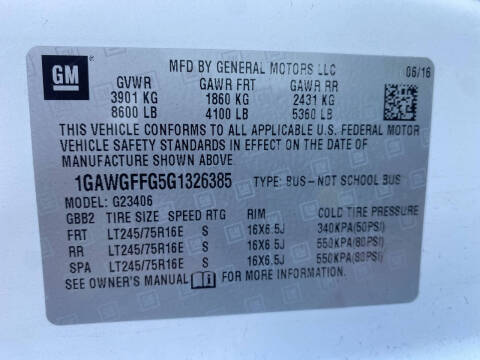 GM
MFD BY GENERAL MOTORS LLC 06/16
GVWR GAWR FRT GAWR RR
3901 KG 1860 KG 2431 KG
8600 LB 4100 LB 5360 LB
THIS VEHICLE CONFORMS TO ALL APPLICABLE U.S. FEDERAL MOTOR
VEHICLE SAFETY STANDARDS IN EFFECT ON THE DATE OF
MANUFACTURE SHOWN ABOVE.
1GAWGFFG5G1326385 TYPE: BUS–NOT SCHOOL BUS
MODEL: G23406
GBB2 TIRE SIZE SPEED RTG RIM COLD TIRE PRESSURE
FRT LT245/75R16E S 16X6.5J 340KPA(50PSI)
RR LT245/75R16E S 16X6.5J 550KPA(80PSI)
SPA LT245/75R16E S 16X6.5J 550KPA(80PSI)
SEE OWNER'S MANUAL FOR MORE INFORMATION.